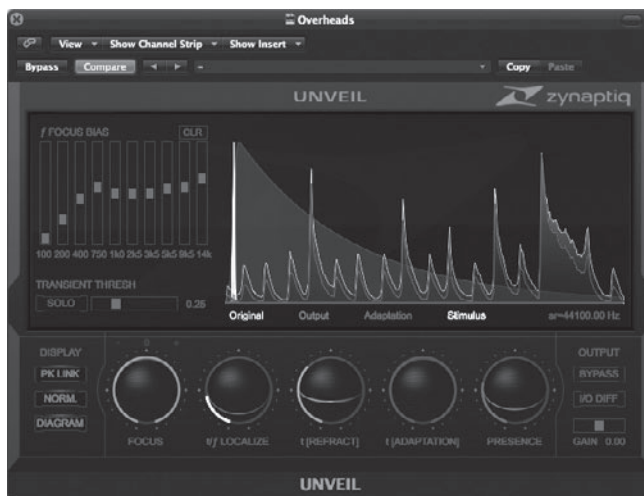 Overheads
View Show Channel Strip Show Insert
Bypass Compare - Copy Paste
UNVEIL zynaptiq
ƒ FOCUS BIAS CLR
100 200 400 750 1k0 2k5 3k5 5k5 9k5 14k
TRANSIENT THRESH
SOLO 0.25
Original Output Adaptation Stimulus sr=44100.00 Hz
DISPLAY
PK LINK
NORM.
DIAGRAM
- 0 +
FOCUS t/ƒ LOCALIZE t [REFRACT] t [ADAPTATION] PRESENCE
OUTPUT
BYPASS
I/O DIFF
GAIN 0.00
UNVEIL